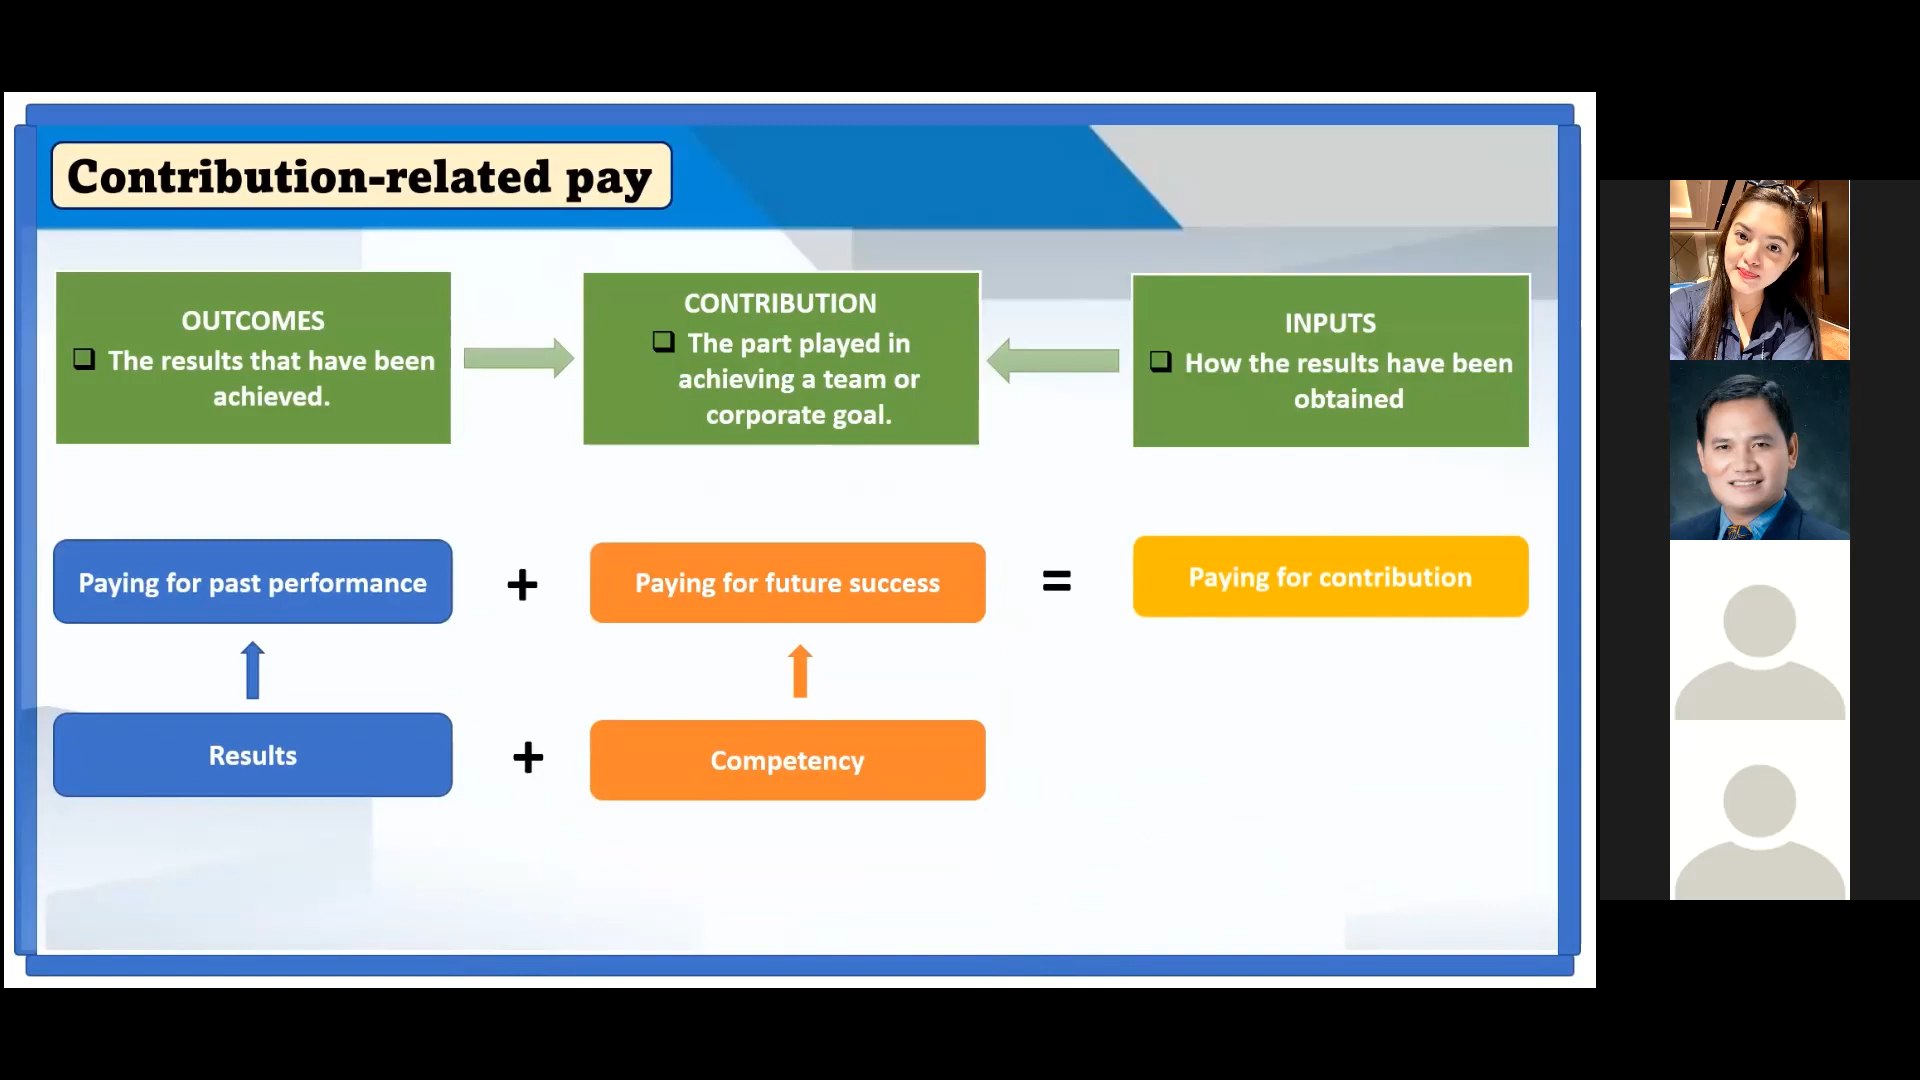 Contribution-related pay
OUTCOMES
❑ The results that have been
achieved.
CONTRIBUTION
❑ The part played in
achieving a team or
corporate goal.
INPUTS
❑ How the results have been
obtained
Paying for past performance
+
Paying for future success
=
Paying for contribution
Results
+
Competency